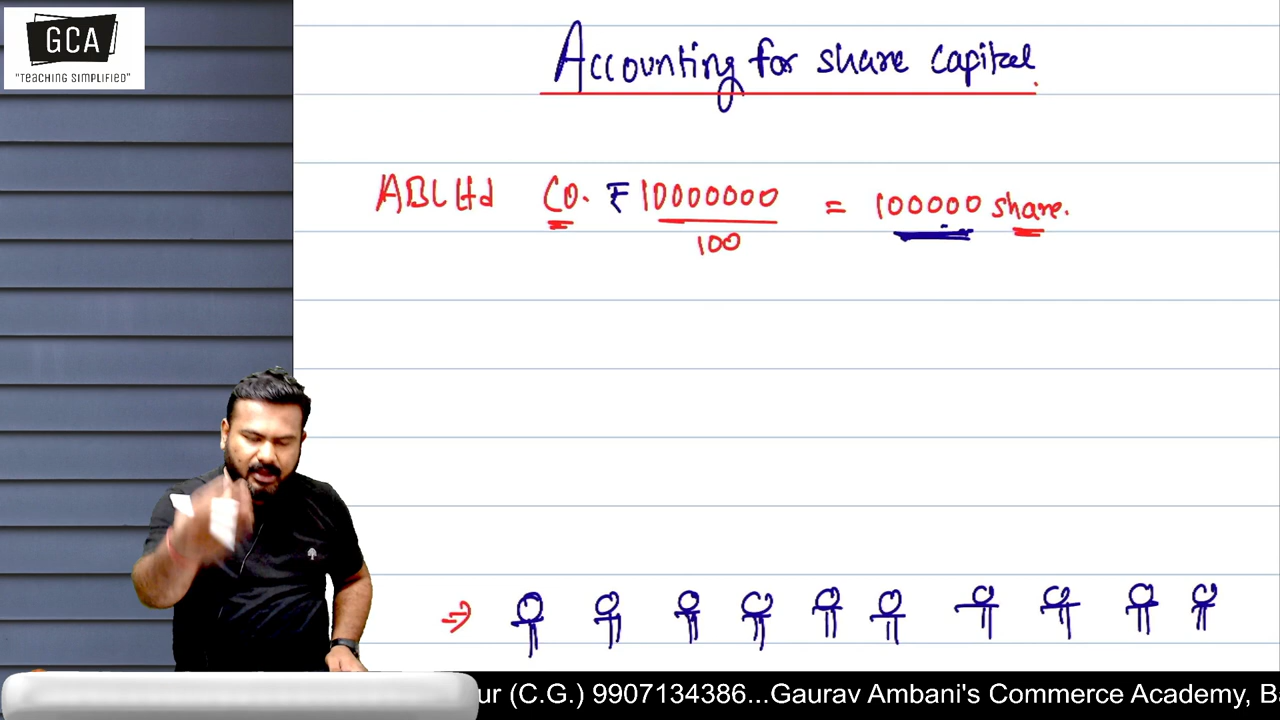 GCA
"TEACHING SIMPLIFIED"
Accounting for share capital
ABC Ltd Co. ₹ 10000000 = 100000 share.
100
ur (C.G.) 9907134386...Gaurav Ambani's Commerce Academy, B